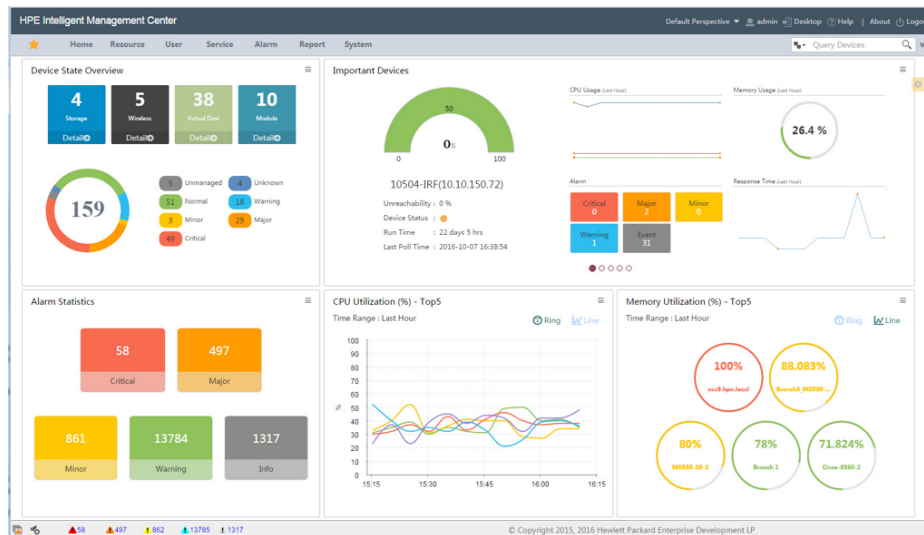 HPE Intelligent Management Center
Default Perspective admin Desktop Help About Logo
Home Resource User Service Alarm Report System
Query Devices
Device State Overview
4
Storage
Detail
5
Wireless
Detail
38
Virtual Devi
Detail
10
Module
Detail
159
5 Unmanaged
4 Unknown
51 Normal
18 Warning
3 Minor
29 Major
49 Critical
Important Devices
50
0%
0
100
10504-IRF(10.10.150.72)
Unreachability : 0 %
Device Status :
Run Time : 22 days 5 hrs
Last Poll Time : 2016-10-07 16:38:54
CPU Usage (Last Hour)
Memory Usage (Last Hour)
26.4 %
Alarm
Critical
0
Major
2
Minor
0
Warning
1
Event
31
Response Time (Last Hour)
Alarm Statistics
58
Critical
497
Major
861
Minor
13784
Warning
1317
Info
CPU Utilization (%) - Top5
Time Range : Last Hour
Ring
Line
%
100
90
80
70
60
50
40
30
20
10
0
15:15
15:30
15:45
16:00
16:15
Memory Utilization (%) - Top5
Time Range : Last Hour
Ring
Line
100%
88.083%
80%
MSR30-20-2
78%
Branch 1
71.824%
Cisco-3560-2
58 497 862 13785 1317
© Copyright 2015, 2016 Hewlett Packard Enterprise Development LP